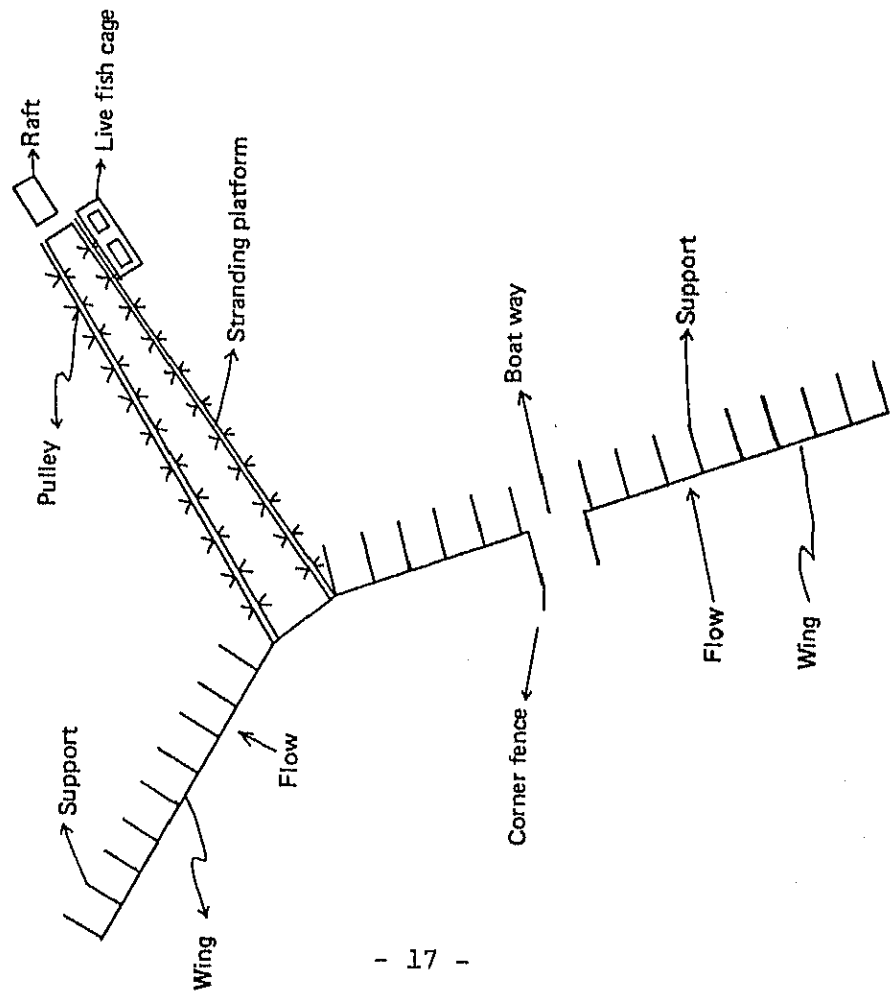 Raft
Live fish cage
Stranding platform
Pulley
Support
Boat way
Flow
Wing
Support
Flow
Wing
Corner fence
- 17 -